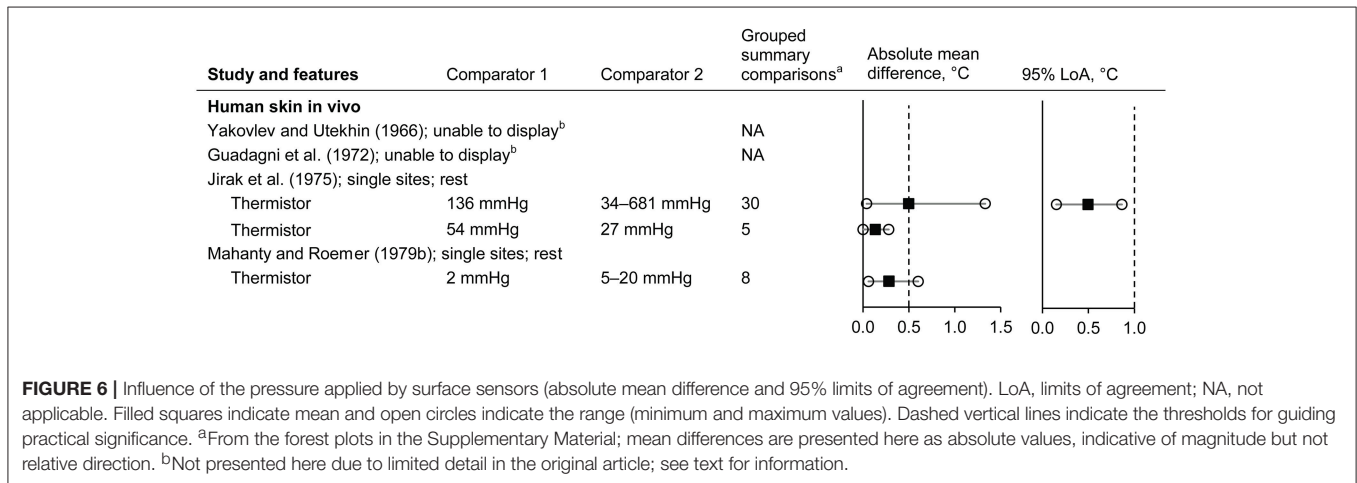 Grouped
summary
comparisonsᵃ
Absolute mean
difference, °C
Study and features Comparator 1 Comparator 2 95% LoA, °C
Human skin in vivo
Yakovlev and Utekhin (1966); unable to displayᵇ NA
Guadagni et al. (1972); unable to displayᵇ NA
Jirak et al. (1975); single sites; rest
Thermistor 136 mmHg 34–681 mmHg 30
Thermistor 54 mmHg 27 mmHg 5
Mahanty and Roemer (1979b); single sites; rest
Thermistor 2 mmHg 5–20 mmHg 8
0.0 0.5 1.0 1.5 0.0 0.5 1.0
FIGURE 6 | Influence of the pressure applied by surface sensors (absolute mean difference and 95% limits of agreement). LoA, limits of agreement; NA, not
applicable. Filled squares indicate mean and open circles indicate the range (minimum and maximum values). Dashed vertical lines indicate the thresholds for guiding
practical significance. ᵃFrom the forest plots in the Supplementary Material; mean differences are presented here as absolute values, indicative of magnitude but not
relative direction. ᵇNot presented here due to limited detail in the original article; see text for information.